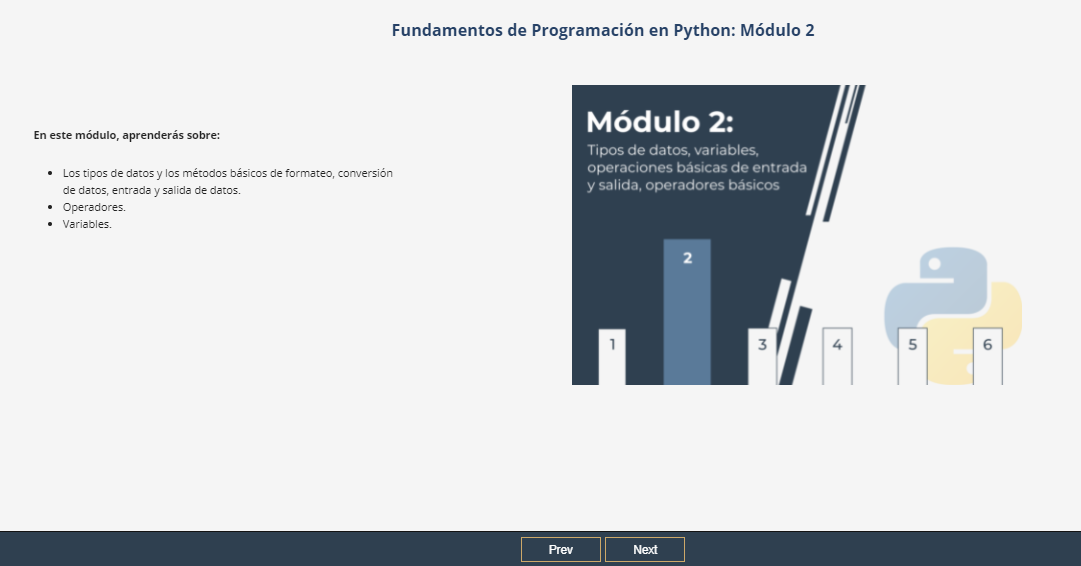 Fundamentos de Programación en Python: Módulo 2
En este módulo, aprenderás sobre:
Los tipos de datos y los métodos básicos de formateo, conversión
de datos, entrada y salida de datos.
Operadores.
Variables.
Módulo 2:
Tipos de datos, variables,
operaciones básicas de entrada
y salida, operadores básicos
1
2
3
4
5
6
Prev
Next